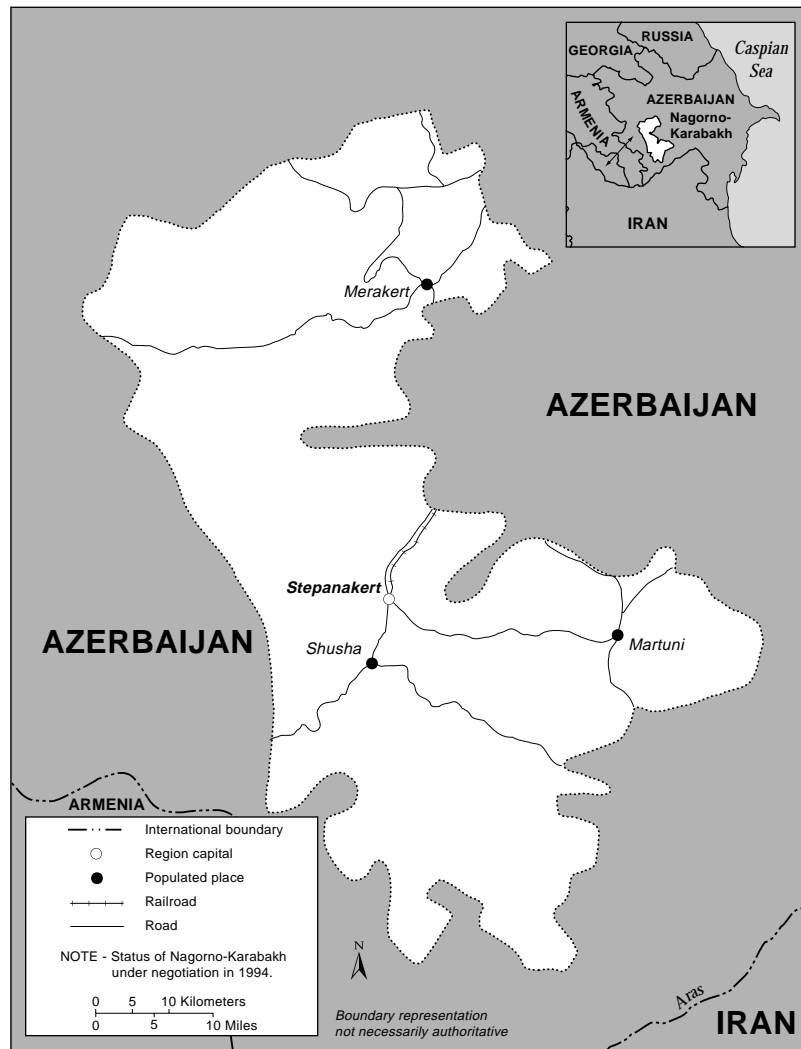 RUSSIA
GEORGIA
Caspian
Sea
ARMENIA
AZERBAIJAN
Nagorno-
Karabakh
IRAN
Merakert
AZERBAIJAN
Stepanakert
AZERBAIJAN
Shusha
Martuni
ARMENIA
International boundary
Region capital
Populated place
Railroad
Road
NOTE - Status of Nagorno-Karabakh
under negotiation in 1994.
0 5 10 Kilometers
0 5 10 Miles
N
Boundary representation
not necessarily authoritative
Aras
IRAN